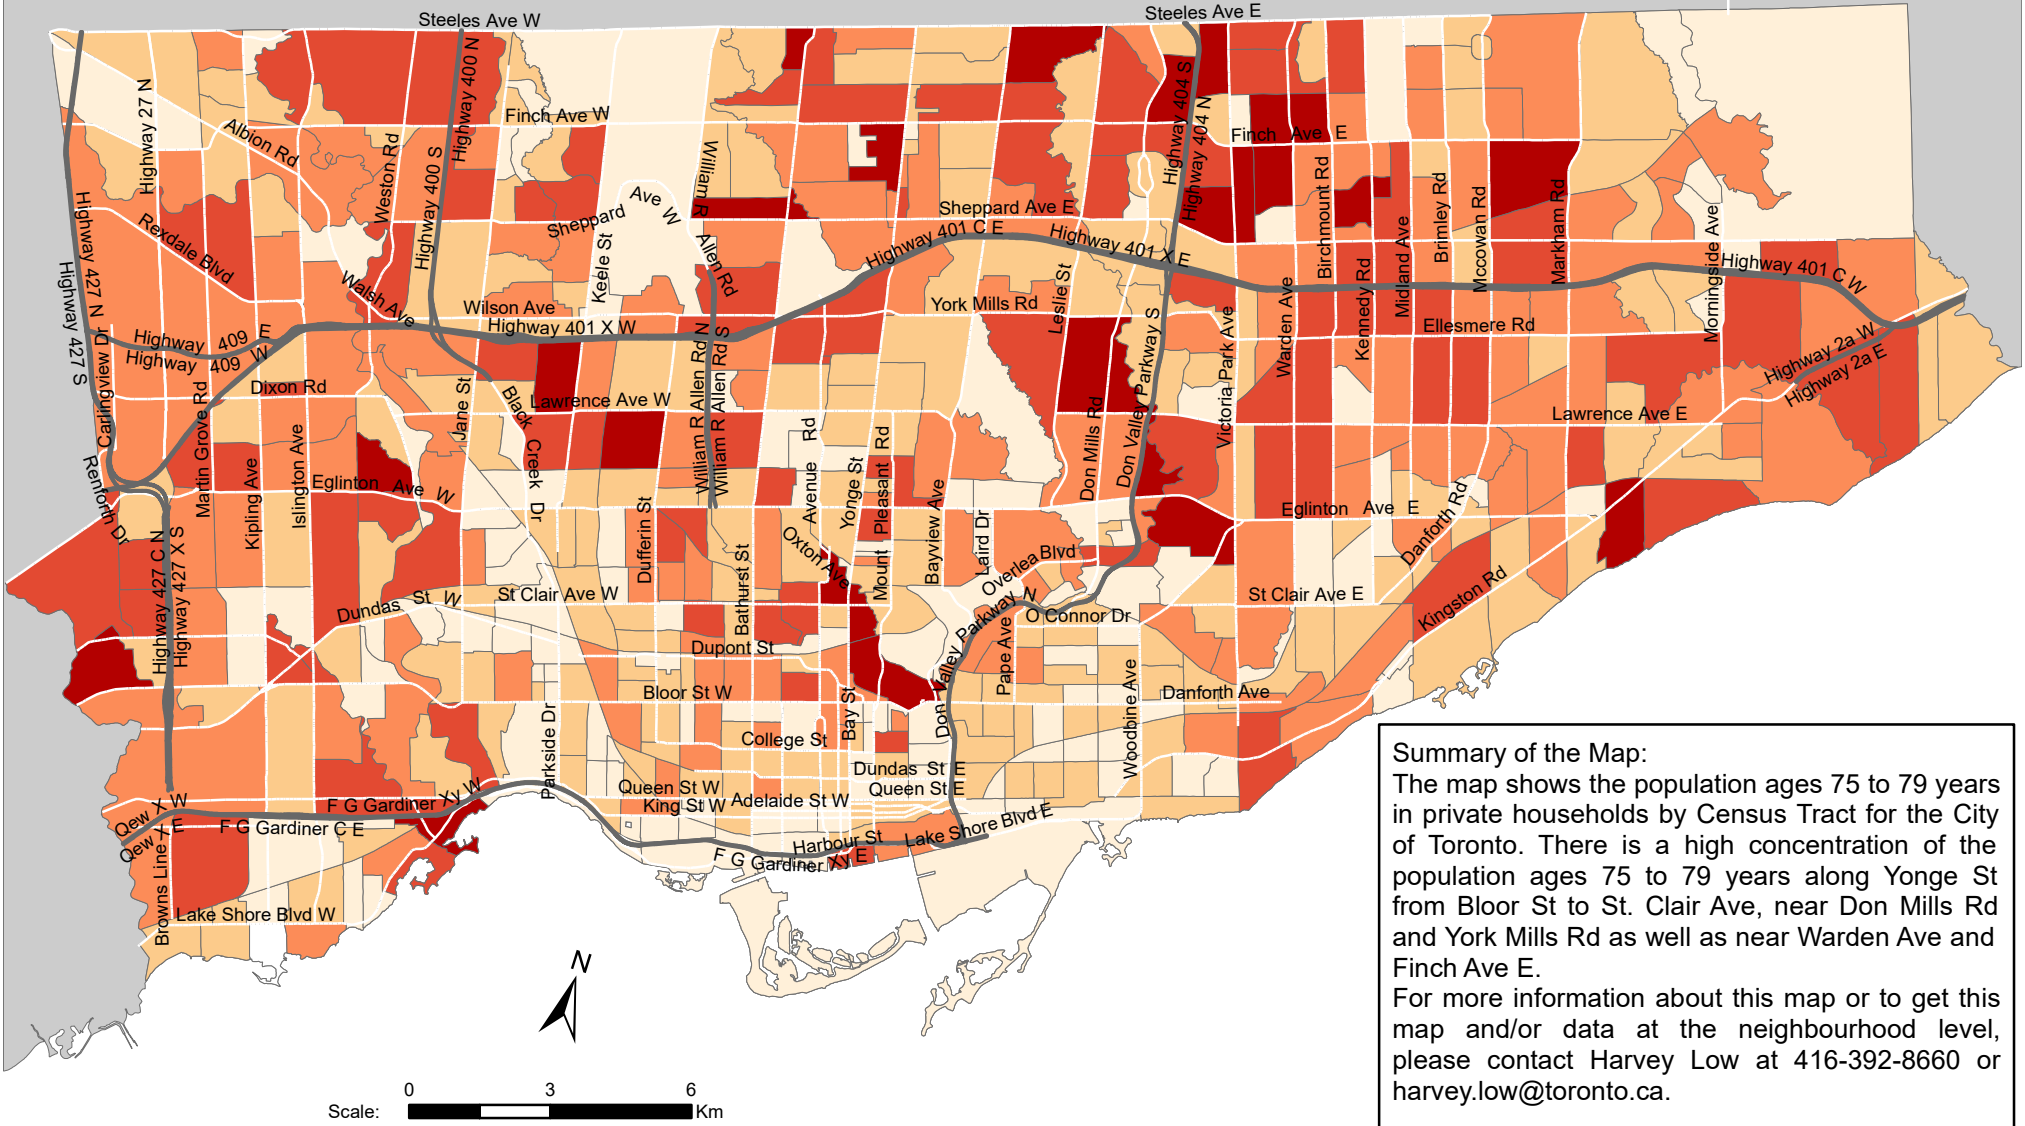 Steeles Ave W
Steeles Ave E
Highway 27 N
Albion Rd
Weston Rd
Highway 400 N
Highway 400 S
Finch Ave W
William R
Allen Rd
Highway 404 S
Highway 404 N
Finch Ave E
Highway 427 N
Highway 427 S
Rexdale Blvd
Walsh Ave
Sheppard Ave W
Keele St
Sheppard Ave E
Highway 401 C E
Highway 401 X E
Leslie St
Birchmount Rd
Midland Ave
Brimley Rd
Mccowan Rd
Markham Rd
Morningside Ave
Highway 401 C W
Wilson Ave
Highway 401 X W
York Mills Rd
Victoria Park Ave
Warden Ave
Kennedy Rd
Ellesmere Rd
Highway 2a W
Highway 2a E
Highway 409 E
Highway 409 W
Carlingview Dr
Dixon Rd
Martin Grove Rd
Jane St
Black Creek Dr
Lawrence Ave W
William R Allen Rd N
William R Allen Rd S
Don Mills Rd
Don Valley Parkway S
Lawrence Ave E
Renforth Dr
Kipling Ave
Islington Ave
Eglinton Ave W
Dufferin St
Bathurst St
Avenue Rd
Yonge St
Mount Pleasant Rd
Oxton Ave
Bayview Ave
Laird Dr
Overlea Blvd
Eglinton Ave E
Danforth Rd
Kingston Rd
Highway 427 C N
Highway 427 X S
Dundas St W
St Clair Ave W
Don Valley Parkway N
O Connor Dr
Pape Ave
St Clair Ave E
Dupont St
Bloor St W
Bay St
Woodbine Ave
Danforth Ave
Parkside Dr
College St
Dundas St E
Queen St E
Queen St W
King St W
Adelaide St W
Qew X W
Qew X E
F G Gardiner Xy W
F G Gardiner C E
Harbour St
Lake Shore Blvd E
F G Gardiner Xy E
Browns Line
Lake Shore Blvd W
N
0 3 6
Scale: Km
Summary of the Map:
The map shows the population ages 75 to 79 years
in private households by Census Tract for the City
of Toronto. There is a high concentration of the
population ages 75 to 79 years along Yonge St
from Bloor St to St. Clair Ave, near Don Mills Rd
and York Mills Rd as well as near Warden Ave and
Finch Ave E.
For more information about this map or to get this
map and/or data at the neighbourhood level,
please contact Harvey Low at 416-392-8660 or
harvey.low@toronto.ca.